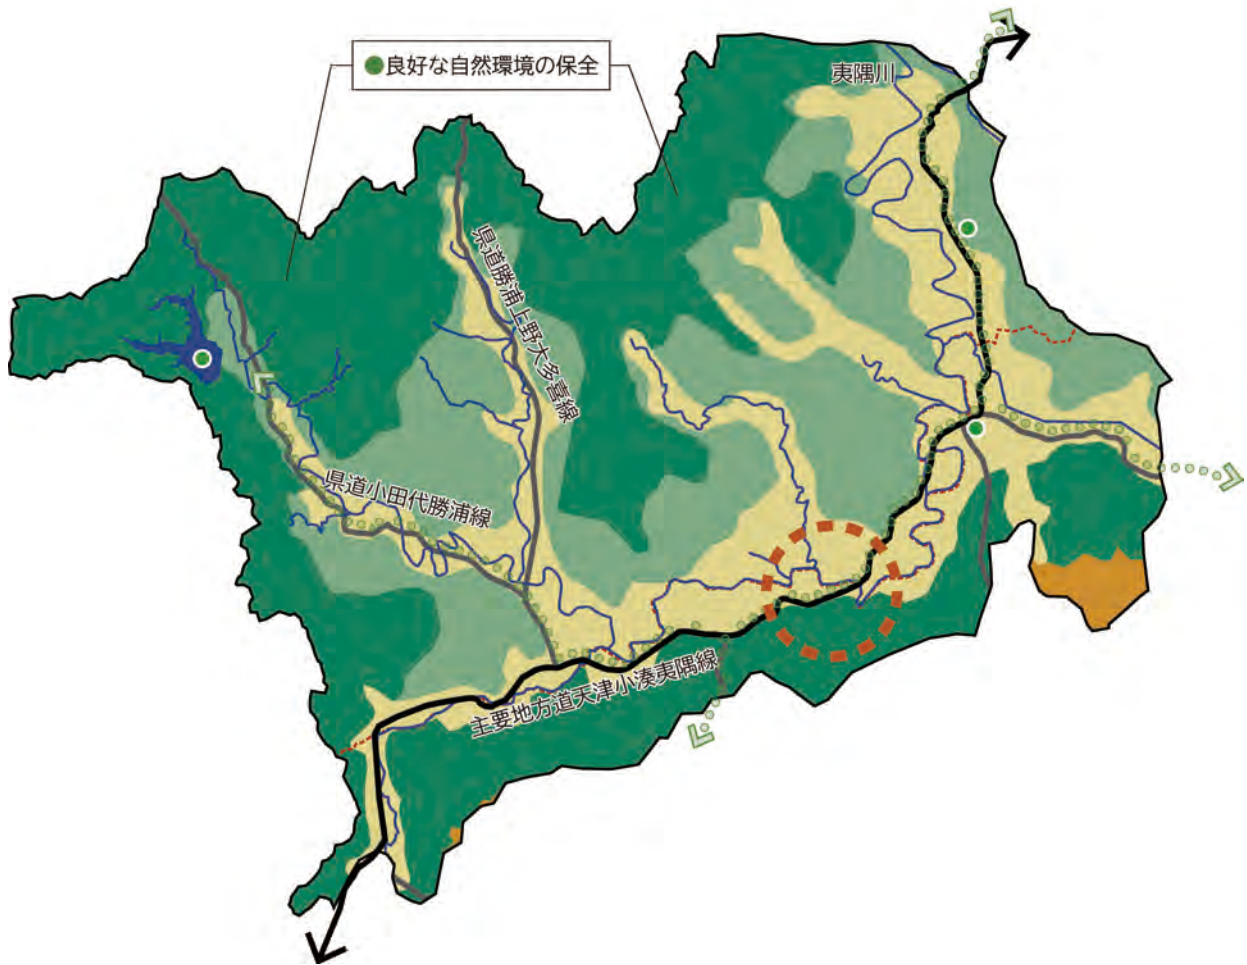 ●良好な自然環境の保全
夷隅川
県道勝浦上野大多喜線
県道小田代勝浦線
主要地方道天津小湊夷隅線